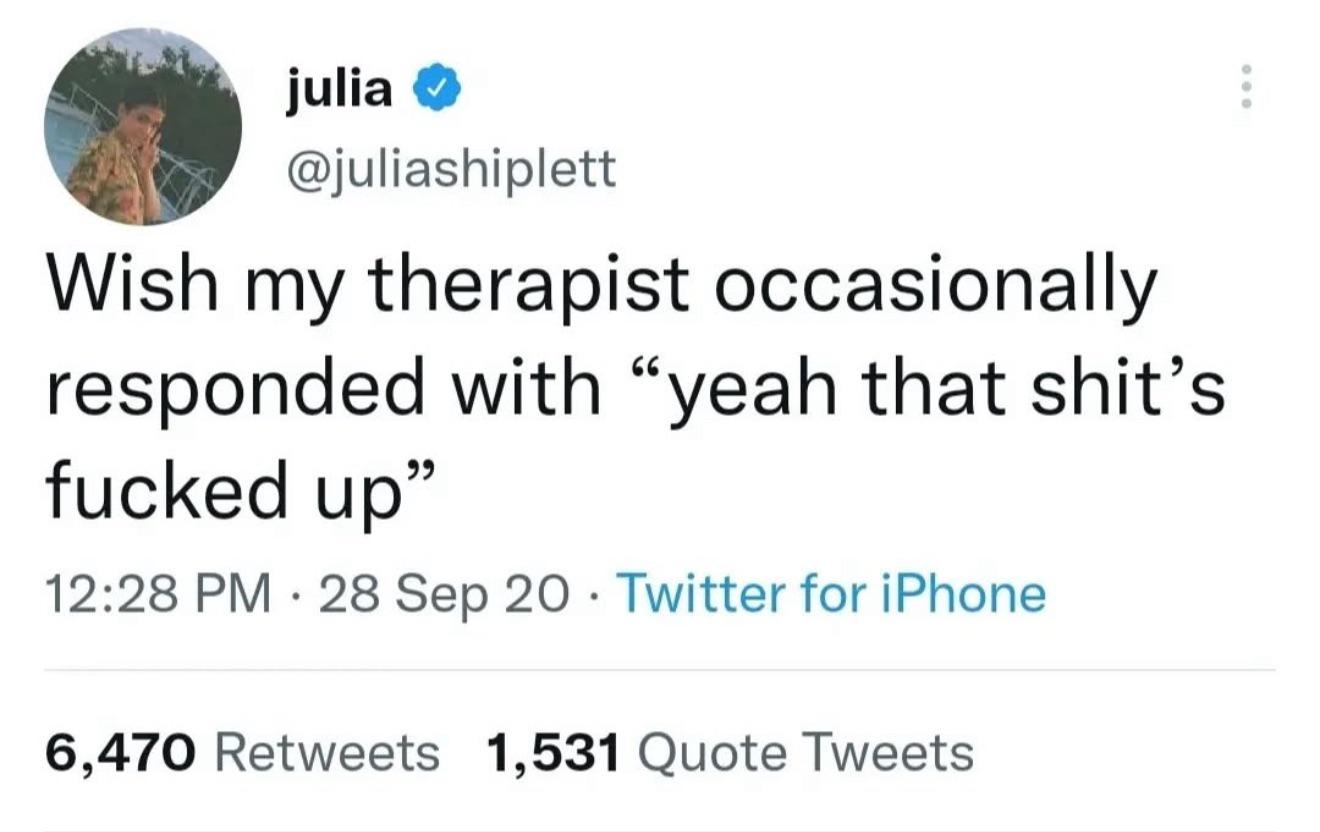 julia
@juliashiplett
Wish my therapist occasionally
responded with “yeah that shit’s
fucked up”
12:28 PM · 28 Sep 20 · Twitter for iPhone
6,470 Retweets 1,531 Quote Tweets